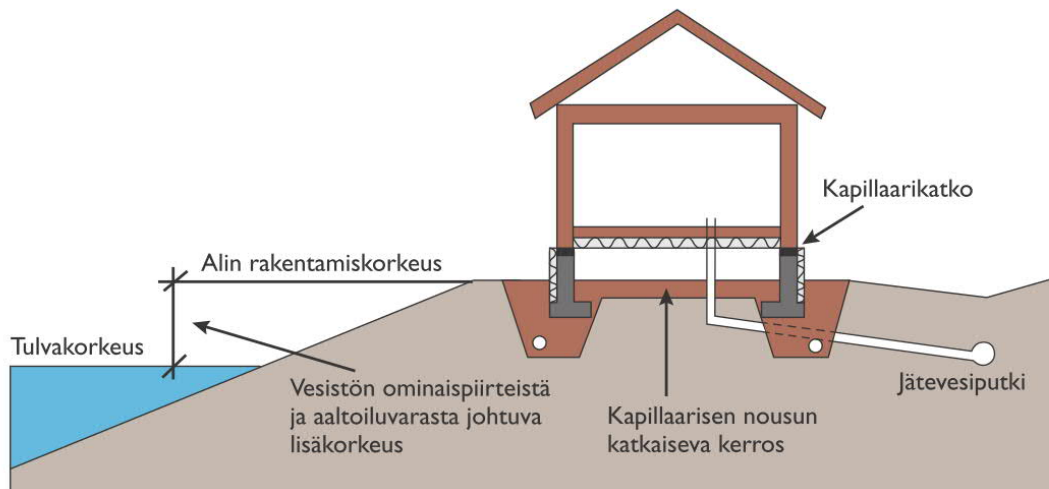 Kapillaarikatko
Alin rakentamiskorkeus
Tulvakorkeus
Vesistön ominaispiirteistä
ja aaltoiluvarasta johtuva
lisäkorkeus
Kapillaarisen nousun
katkaiseva kerros
Jätevesiputki